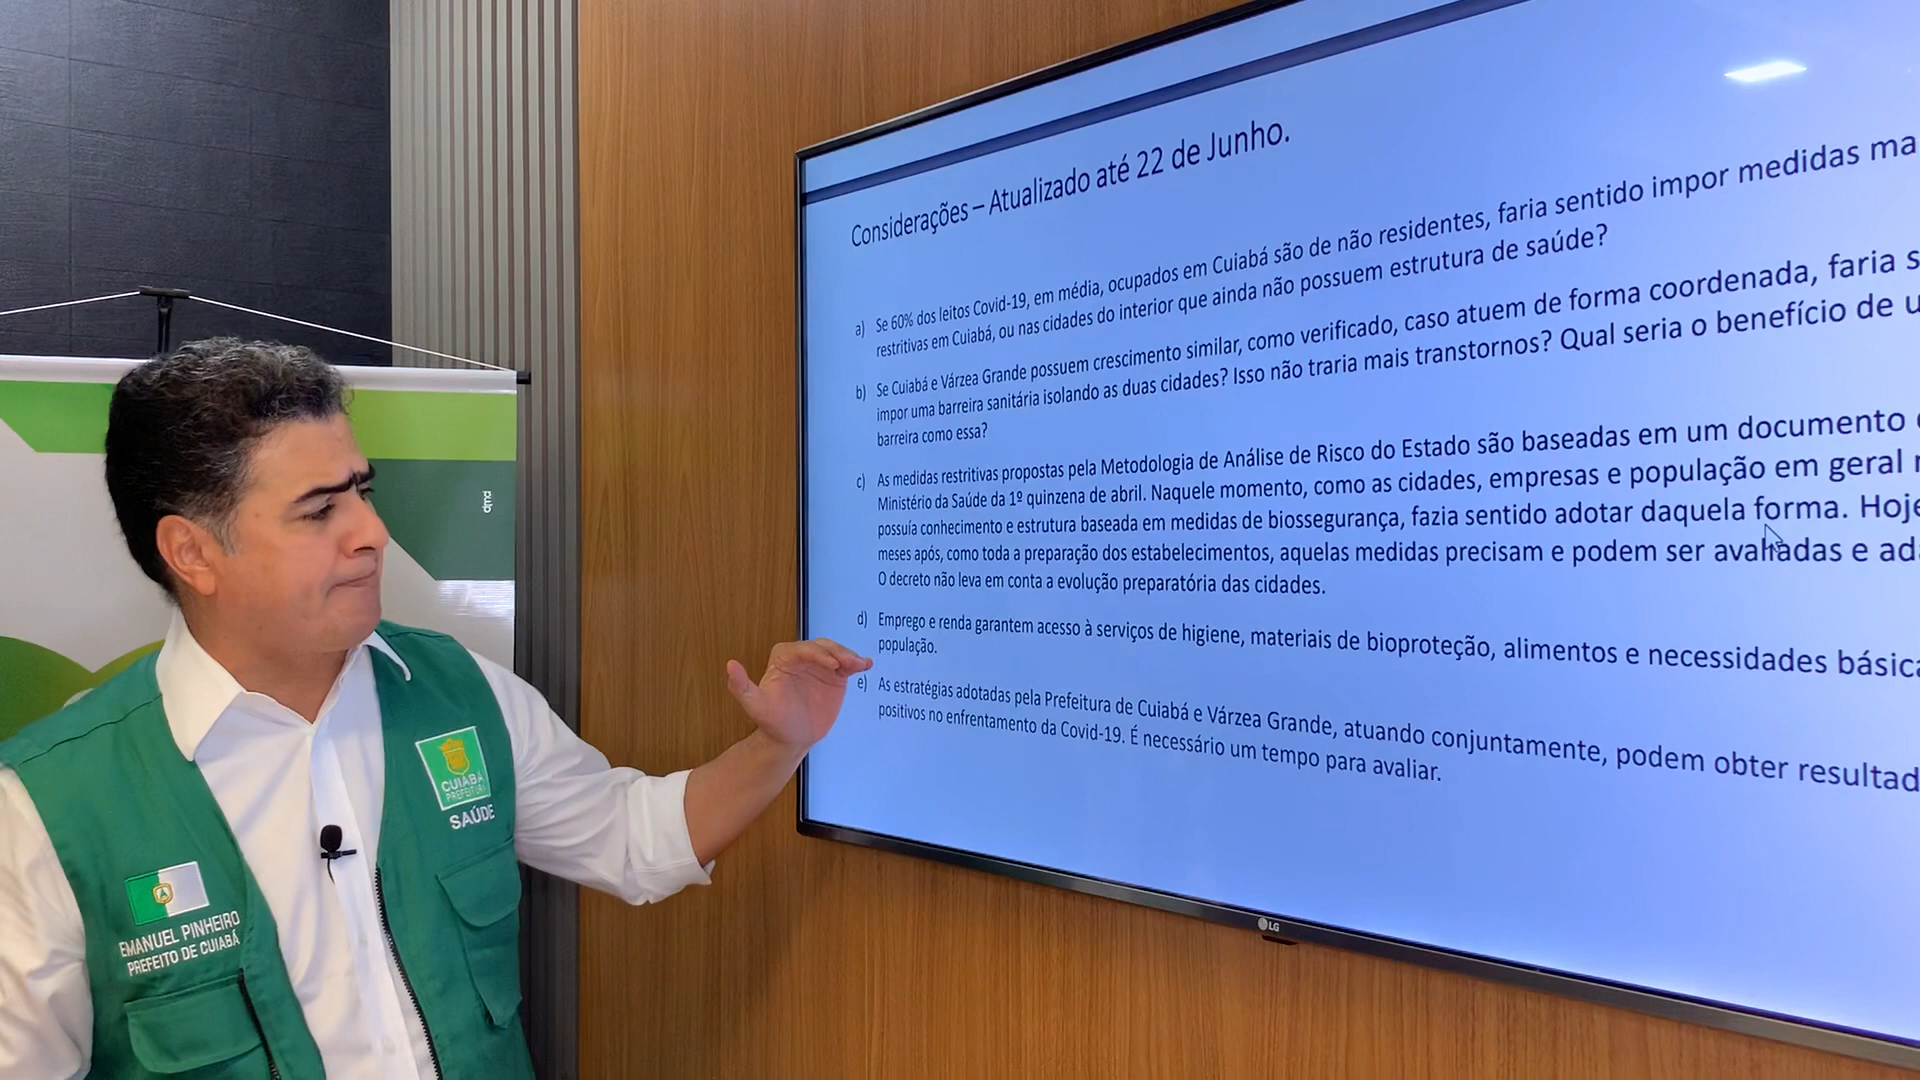 Considerações – Atualizado até 22 de Junho.
a) Se 60% dos leitos Covid-19, em média, ocupados em Cuiabá são de não residentes, faria sentido impor medidas ma
restritivas em Cuiabá, ou nas cidades do interior que ainda não possuem estrutura de saúde?
b) Se Cuiabá e Várzea Grande possuem crescimento similar, como verificado, caso atuem de forma coordenada, faria s
impor uma barreira sanitária isolando as duas cidades? Isso não traria mais transtornos? Qual seria o benefício de u
barreira como essa?
c) As medidas restritivas propostas pela Metodologia de Análise de Risco do Estado são baseadas em um documento
Ministério da Saúde da 1º quinzena de abril. Naquele momento, como as cidades, empresas e população em geral
possuía conhecimento e estrutura baseada em medidas de biossegurança, fazia sentido adotar daquela forma. Hoje
meses após, como toda a preparação dos estabelecimentos, aquelas medidas precisam e podem ser avaliadas e ad
O decreto não leva em conta a evolução preparatória das cidades.
d) Emprego e renda garantem acesso à serviços de higiene, materiais de bioproteção, alimentos e necessidades básica
população.
e) As estratégias adotadas pela Prefeitura de Cuiabá e Várzea Grande, atuando conjuntamente, podem obter resultad
positivos no enfrentamento da Covid-19. É necessário um tempo para avaliar.
LG
CUIABÁ
PREFEITURA
SAÚDE
EMANUEL PINHEIRO
PREFEITO DE CUIABÁ